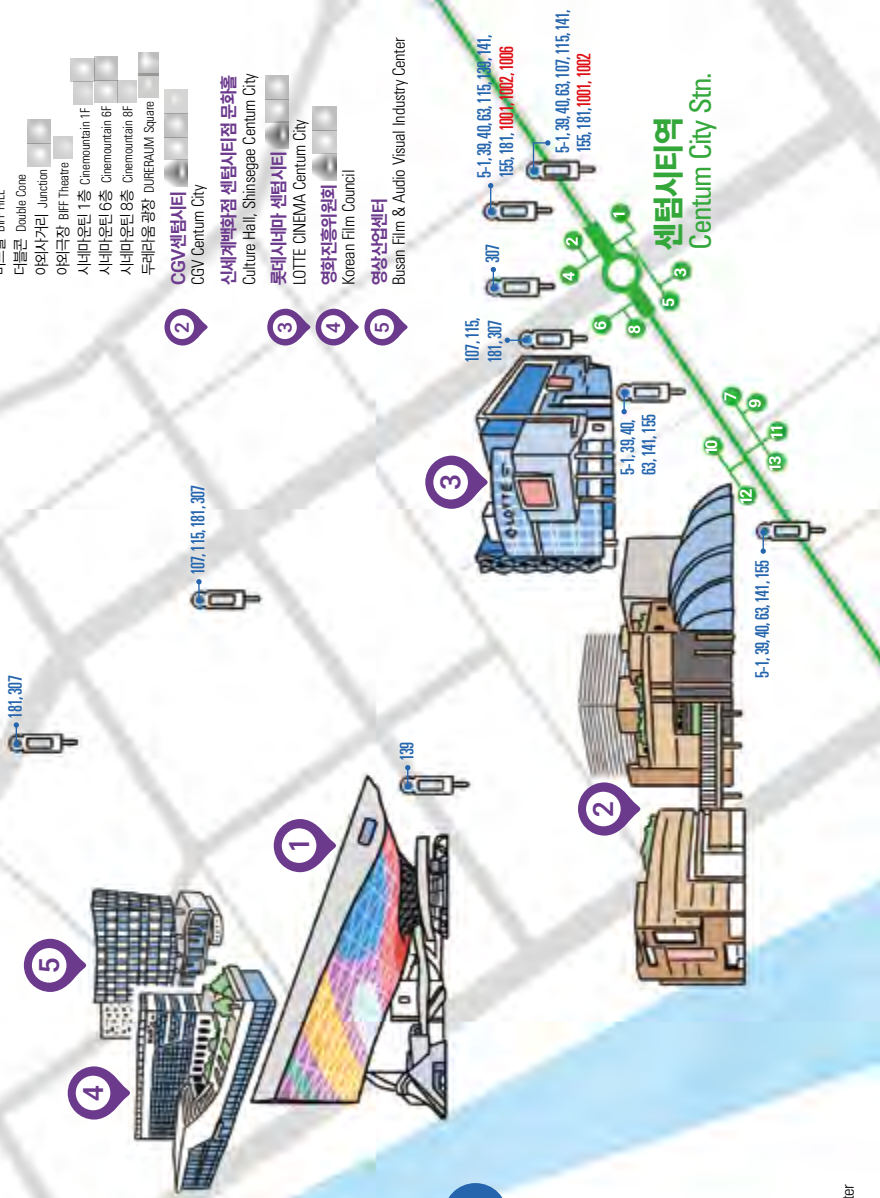 더블콘 Double Cone
야외사거리 Junction
야외극장 BIFF Theatre
시네마운틴 1층 Cinemountain 1F
시네마운틴 6층 Cinemountain 6F
시네마운틴 8층 Cinemountain 8F
두레라움 광장 DURERAUM Square
2 CGV센텀시티
CGV Centum City
신세계백화점 센텀시티점 문화홀
Culture Hall, Shinsegae Centum City
3 롯데시네마 센텀시티
LOTTE CINEMA Centum City
4 영화진흥위원회
Korean Film Council
5 영상산업센터
Busan Film & Audio Visual Industry Center
181, 307
107, 115, 181, 307
139
107, 115,
181, 307
307
5-1, 39, 40, 63, 115, 139, 141,
155, 181, 1001, 1002, 1006
5-1, 39, 40, 63, 107, 115, 141,
155, 181, 1001, 1002
5-1, 39, 40,
63, 141, 155
5-1, 39, 40, 63, 141, 155
센텀시티역
Centum City Stn.
1
2
3
4
5
6
8
7
9
10
11
12
13
5
4
1
3
LOTTE
2